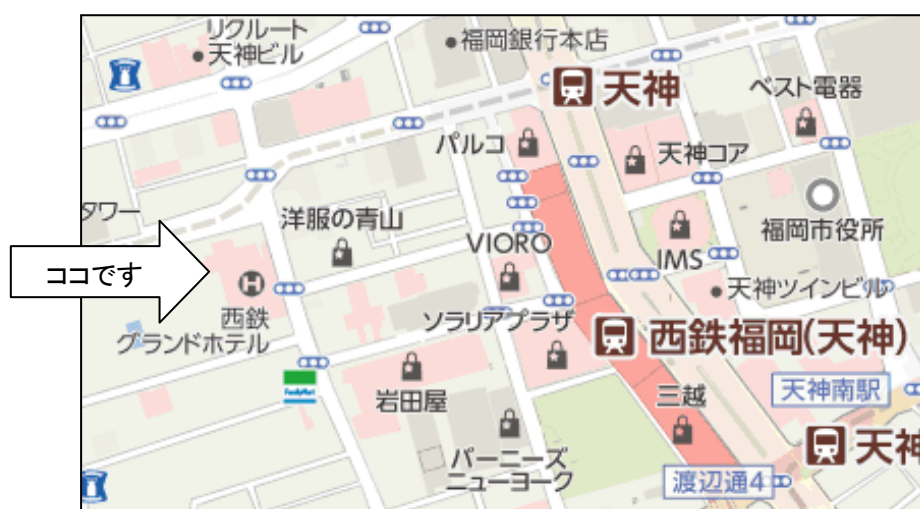 リクルート
天神ビル
福岡銀行本店
天神
ベスト電器
パルコ
天神コア
タワー
洋服の青山
VIORO
IMS
福岡市役所
ココです
天神ツインビル
西鉄
グランドホテル
ソラリアプラザ
西鉄福岡(天神)
FamilyMart
岩田屋
三越
天神南駅
天神
バーニーズ
ニューヨーク
渡辺通4